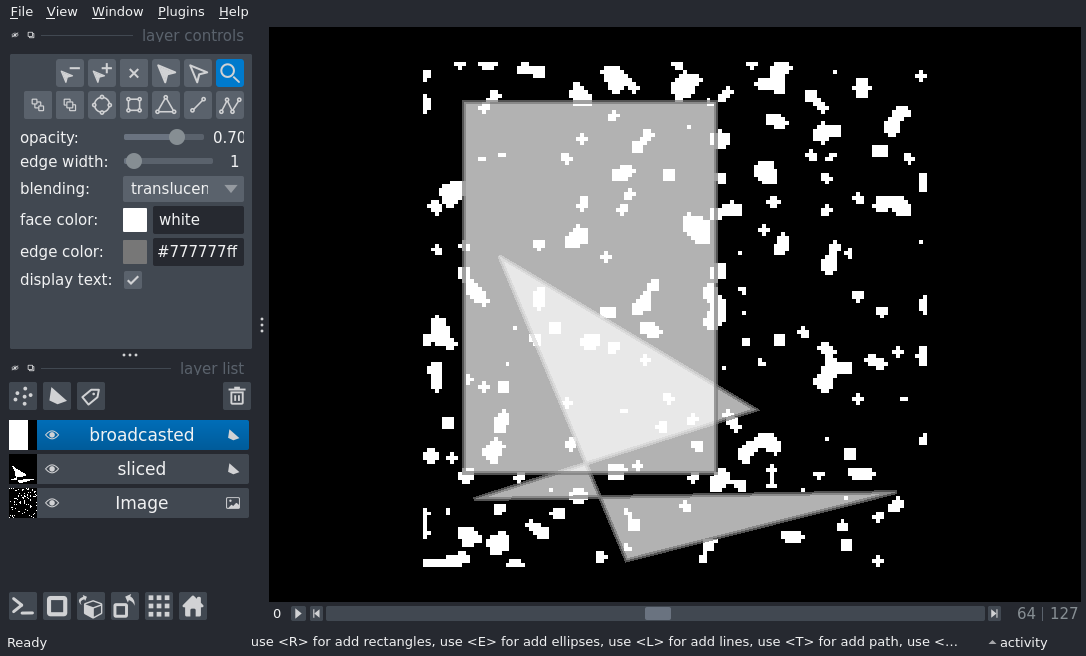 File View Window Plugins Help
layer controls
opacity: 0.70
edge width: 1
blending: translucen
face color: white
edge color: #777777ff
display text:
layer list
broadcasted
sliced
Image
0 64 127
Ready use <R> for add rectangles, use <E> for add ellipses, use <L> for add lines, use <T> for add path, use <... activity